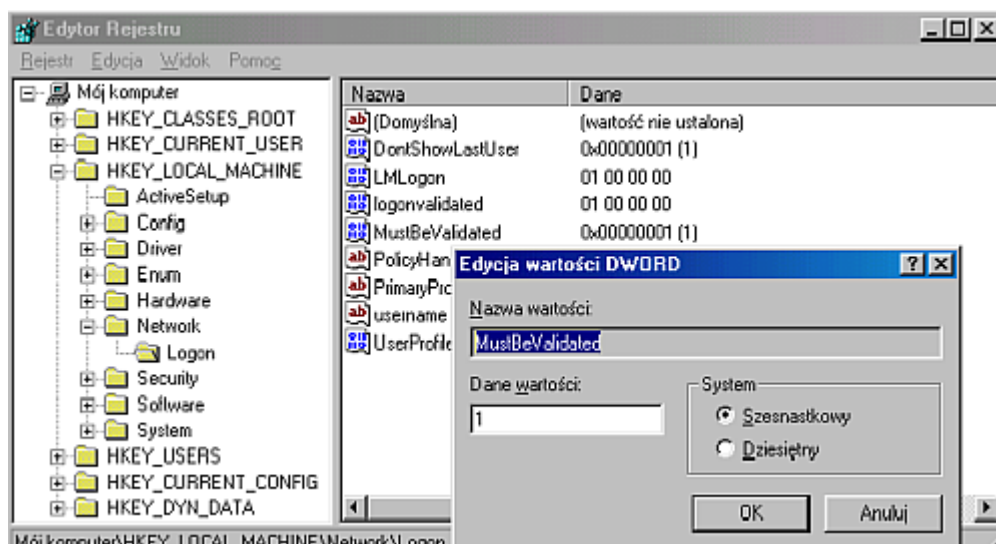 Edytor Rejestru
Rejestr Edycja Widok Pomoc
Mój komputer
HKEY_CLASSES_ROOT
HKEY_CURRENT_USER
HKEY_LOCAL_MACHINE
ActiveSetup
Config
Driver
Enum
Hardware
Network
Logon
Security
Software
System
HKEY_USERS
HKEY_CURRENT_CONFIG
HKEY_DYN_DATA
Nazwa Dane
(Domyślna) (wartość nie ustalona)
DontShowLastUser 0x00000001 (1)
LMLogon 01 00 00 00
logonvalidated 01 00 00 00
MustBeValidated 0x00000001 (1)
PolicyHan
PrimaryPro
username
UserProfile
Edycja wartości DWORD
Nazwa wartości:
MustBeValidated
Dane wartości:
1
System
Szesnastkowy
Dziesiętny
OK Anuluj
Mój komputer\HKEY_LOCAL_MACHINE\Network\Logon